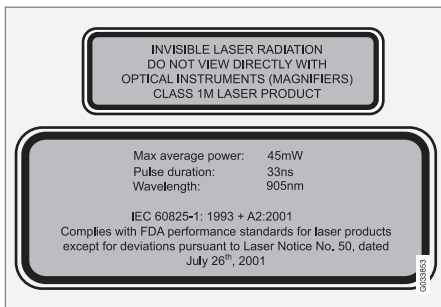 INVISIBLE LASER RADIATION
DO NOT VIEW DIRECTLY WITH
OPTICAL INSTRUMENTS (MAGNIFIERS)
CLASS 1M LASER PRODUCT
Max average power: 45mW
Pulse duration: 33ns
Wavelength: 905nm
IEC 60825-1: 1993 + A2:2001
Complies with FDA performance standards for laser products
except for deviations pursuant to Laser Notice No. 50, dated
July 26th, 2001
G033853